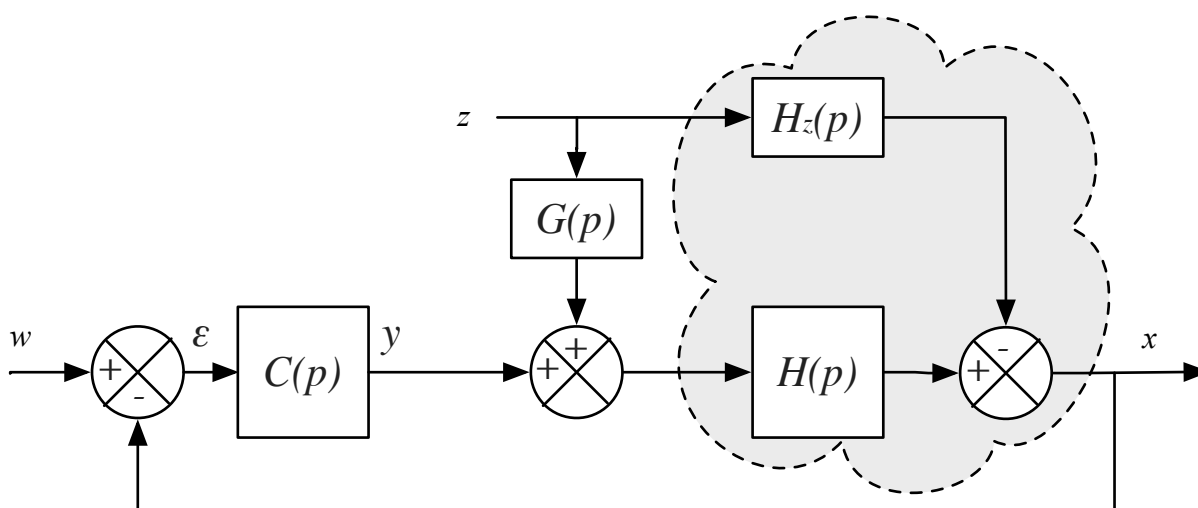 z
Hz(p)
G(p)
w
+
-
ε
C(p)
y
+
+
H(p)
-
+
x